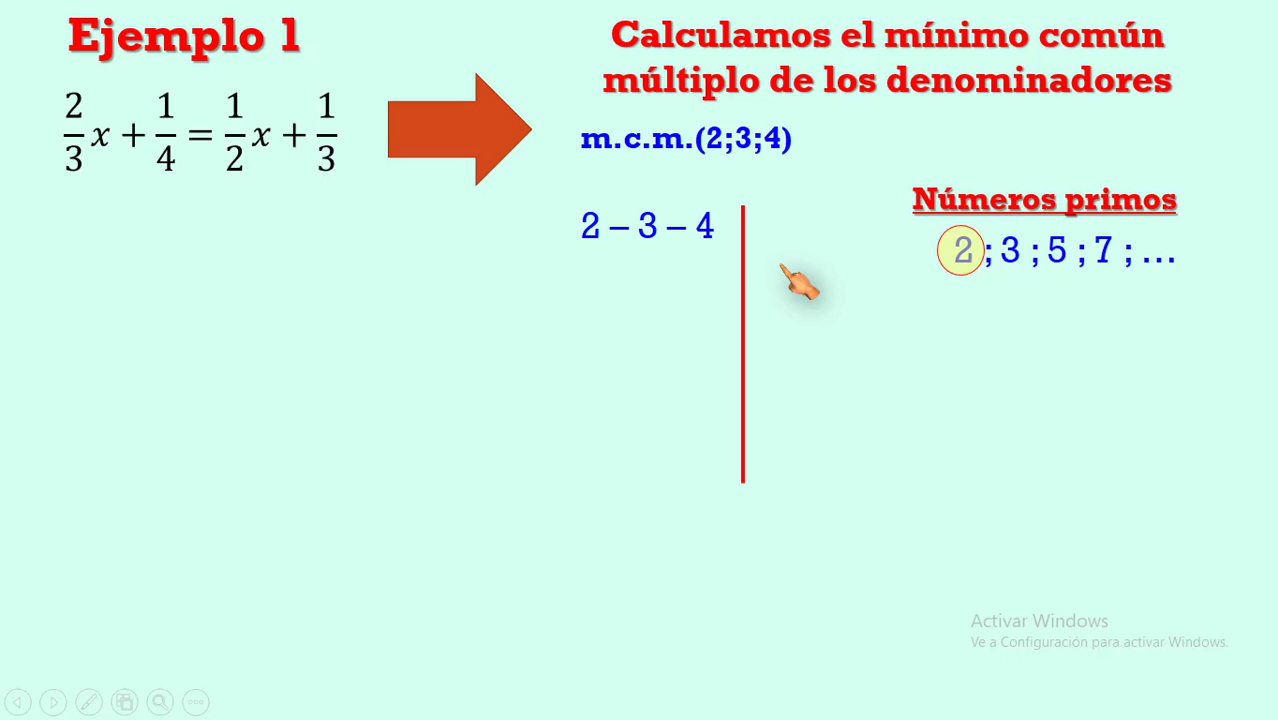 Ejemplo 1
2/3 x + 1/4 = 1/2 x + 1/3
Calculamos el mínimo común
múltiplo de los denominadores
m.c.m.(2;3;4)
2 – 3 – 4
Números primos
2 ; 3 ; 5 ; 7 ; ...
Activar Windows
Ve a Configuración para activar Windows.